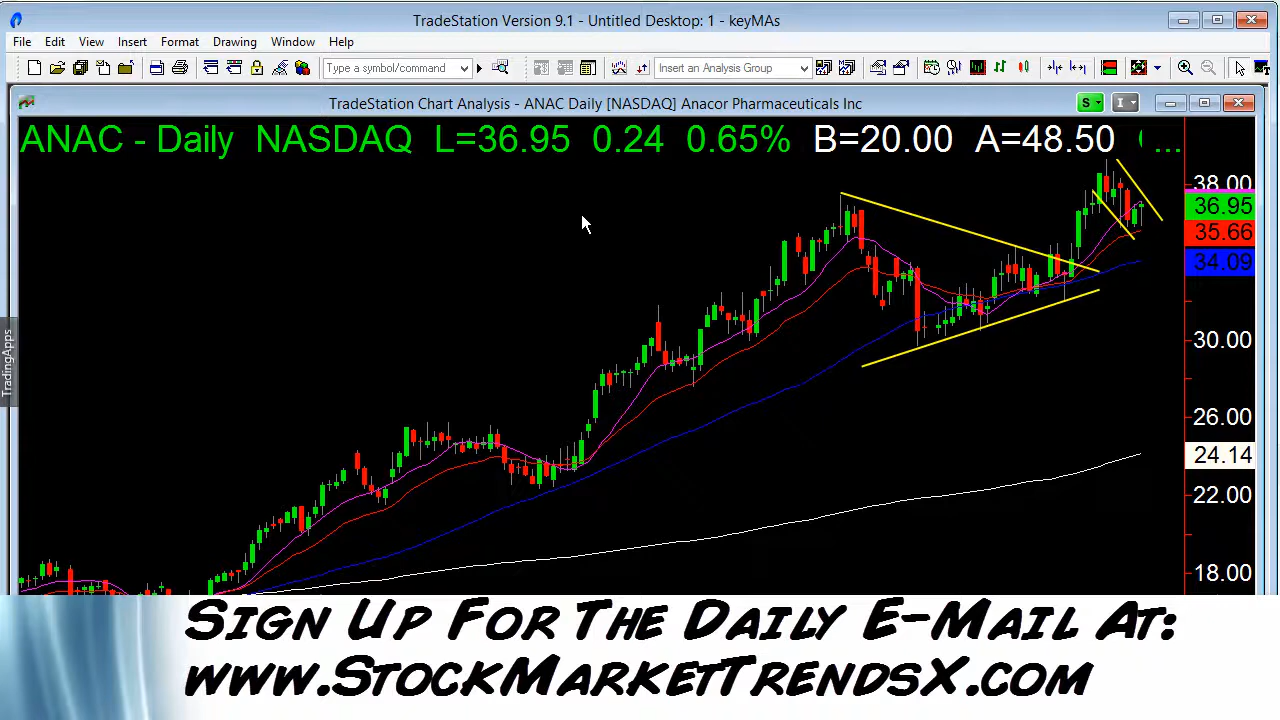 TradeStation Version 9.1 - Untitled Desktop: 1 - keyMAs
File Edit View Insert Format Drawing Window Help
Type a symbol/command Insert an Analysis Group
TradeStation Chart Analysis - ANAC Daily [NASDAQ] Anacor Pharmaceuticals Inc
S I
ANAC - Daily NASDAQ L=36.95 0.24 0.65% B=20.00 A=48.50 ...
38.00
36.95
35.66
34.09
30.00
TradingApps
26.00
24.14
22.00
18.00
SIGN UP FOR THE DAILY E-MAIL AT:
WWW.STOCKMARKETTRENDSX.COM